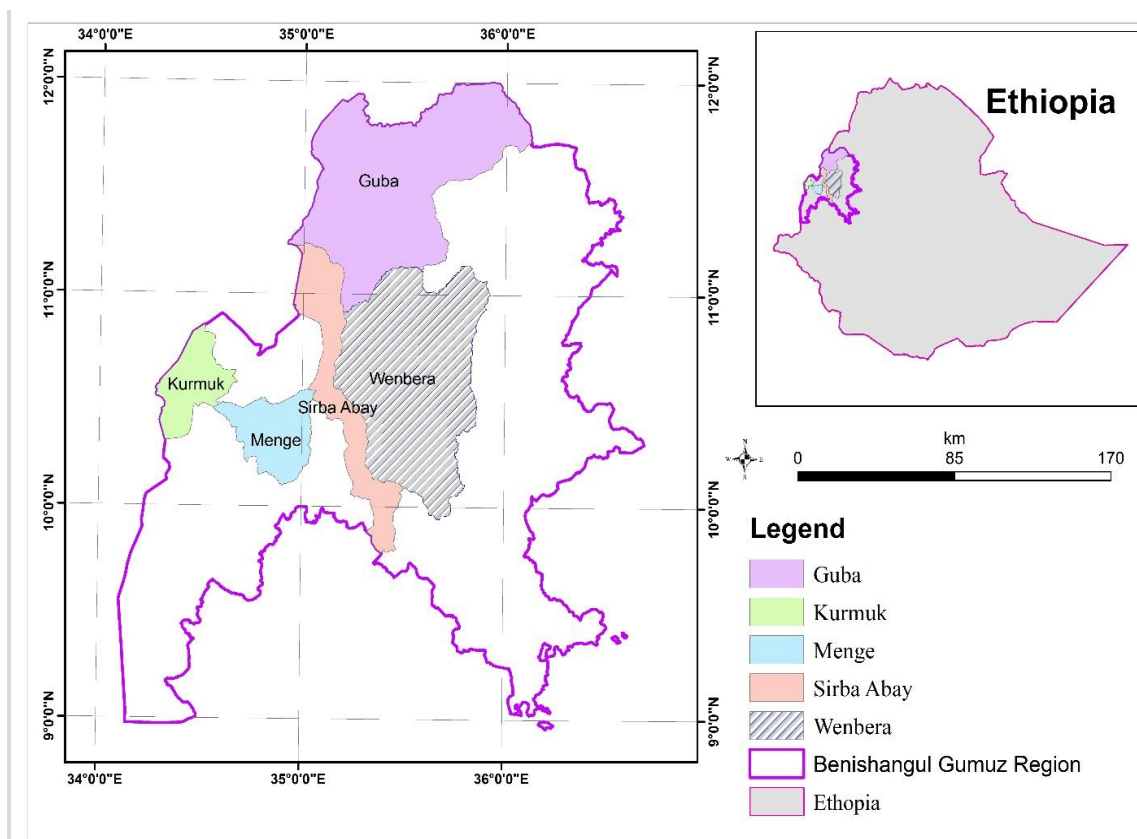 34°0'0"E 35°0'0"E 36°0'0"E
12°0'0"N
11°0'0"N
10°0'0"N
9°0'0"N
Guba
Kurmuk
Wenbera
Sirba Abay
Menge
12°0'0"N
11°0'0"N
10°0'0"N
9°0'0"N
34°0'0"E 35°0'0"E 36°0'0"E
Ethiopia
N
W E
S
km
0 85 170
Legend
Guba
Kurmuk
Menge
Sirba Abay
Wenbera
Benishangul Gumuz Region
Ethopia